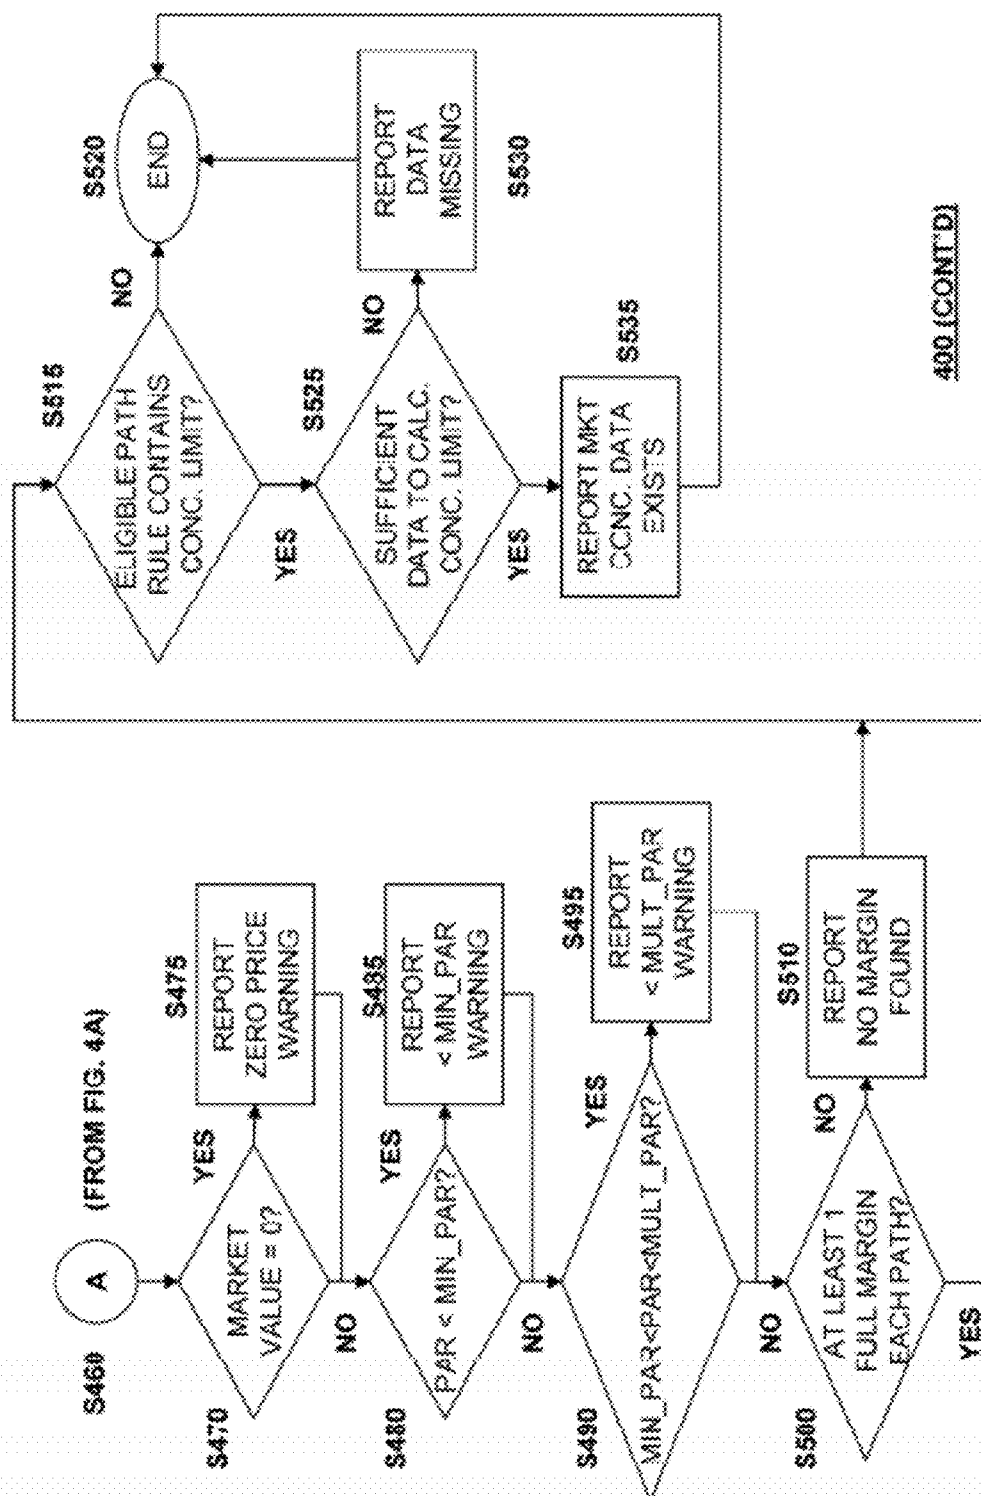 S460
A
(FROM FIG. 4A)
S470
MARKET
VALUE = 0?
YES
NO
S475
REPORT
ZERO PRICE
WARNING
S480
PAR < MIN_PAR?
YES
NO
S485
REPORT
< MIN_PAR
WARNING
S490
MIN_PAR<PAR<MULT_PAR?
YES
NO
S495
REPORT
< MULT_PAR
WARNING
S500
AT LEAST 1
FULL MARGIN
EACH PATH?
NO
YES
S510
REPORT
NO MARGIN
FOUND
S515
ELIGIBLE PATH
RULE CONTAINS
CONC. LIMIT?
NO
YES
S520
END
S525
SUFFICIENT
DATA TO CALC.
CONC. LIMIT?
NO
YES
S530
REPORT
DATA
MISSING
S535
REPORT MKT
CONC. DATA
EXISTS
400 (CONT'D)